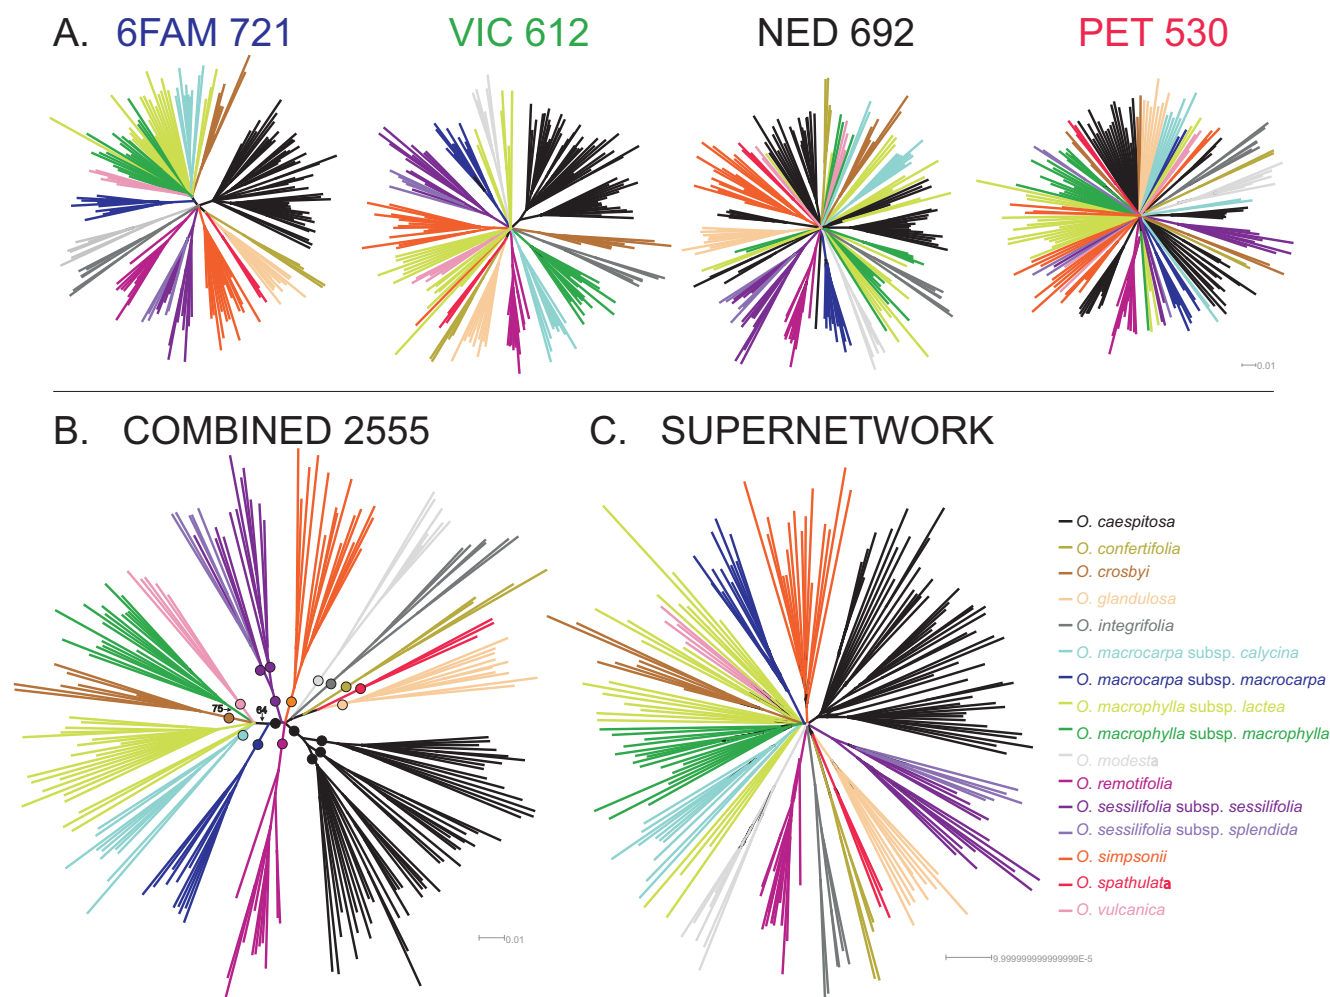 A. 6FAM 721 VIC 612 NED 692 PET 530
0.01
B. COMBINED 2555 C. SUPERNETWORK
75
64
0.01
9.999999999999999E-5
O. caespitosa
O. confertifolia
O. crosbyi
O. glandulosa
O. integrifolia
O. macrocarpa subsp. calycina
O. macrocarpa subsp. macrocarpa
O. macrophylla subsp. lactea
O. macrophylla subsp. macrophylla
O. modesta
O. remotifolia
O. sessilifolia subsp. sessilifolia
O. sessilifolia subsp. splendida
O. simpsonii
O. spathulata
O. vulcanica